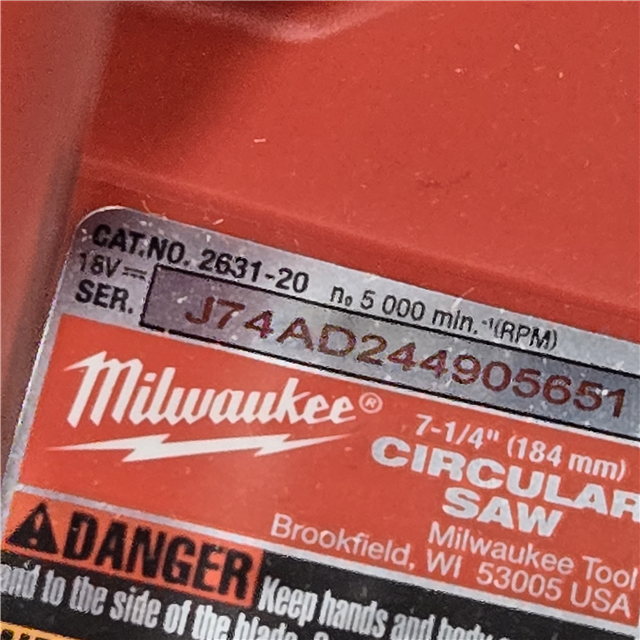 CAT.NO. 2631-20 n₀ 5 000 min.⁻¹(RPM)
18V⎓
SER. J74AD244905651
Milwaukee®
7-1/4" (184 mm)
CIRCULAR
SAW
Milwaukee Tool
Brookfield, WI 53005 USA
DANGER Keep hands and body
and to the side of the blade.